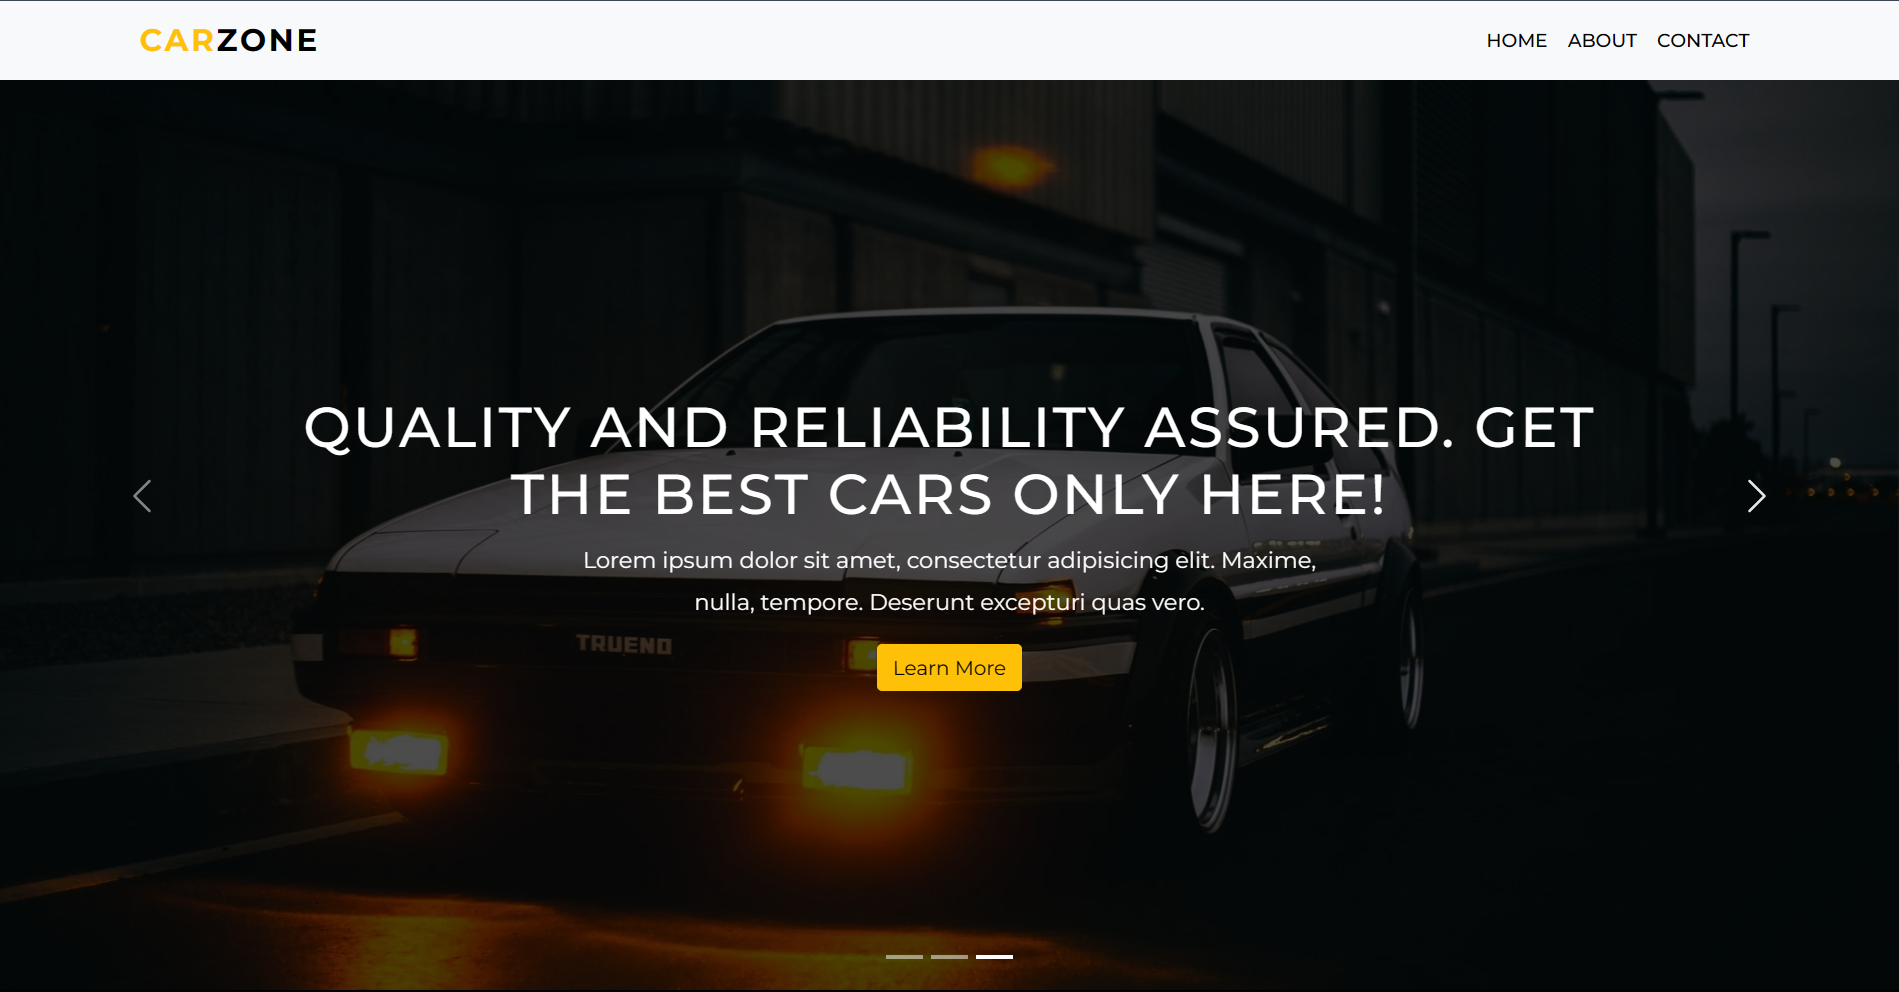 CARZONE
HOME ABOUT CONTACT
QUALITY AND RELIABILITY ASSURED. GET
THE BEST CARS ONLY HERE!
Lorem ipsum dolor sit amet, consectetur adipisicing elit. Maxime,
nulla, tempore. Deserunt excepturi quas vero.
TRUENO
Learn More